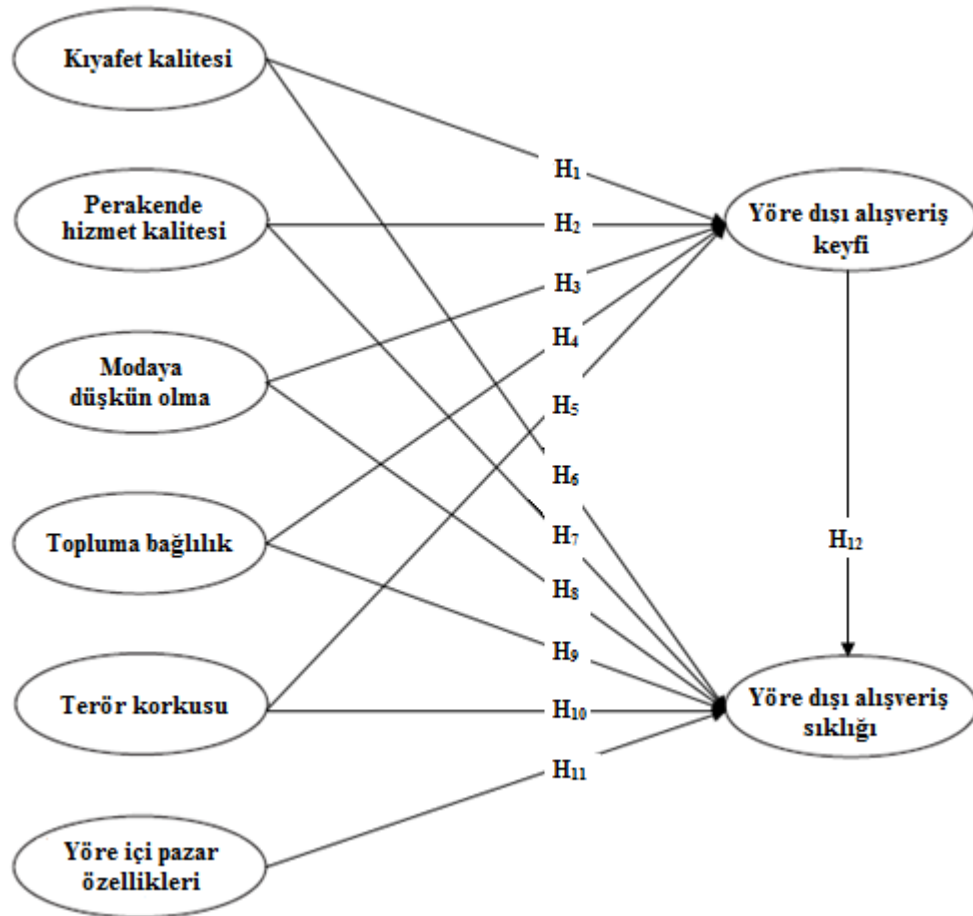 Kıyafet kalitesi
Perakende
hizmet kalitesi
Modaya
düşkün olma
Topluma bağlılık
Terör korkusu
Yöre içi pazar
özellikleri
H1
H2
H3
H4
H5
H6
H7
H8
H9
H10
H11
Yöre dışı alışveriş
keyfi
H12
Yöre dışı alışveriş
sıklığı